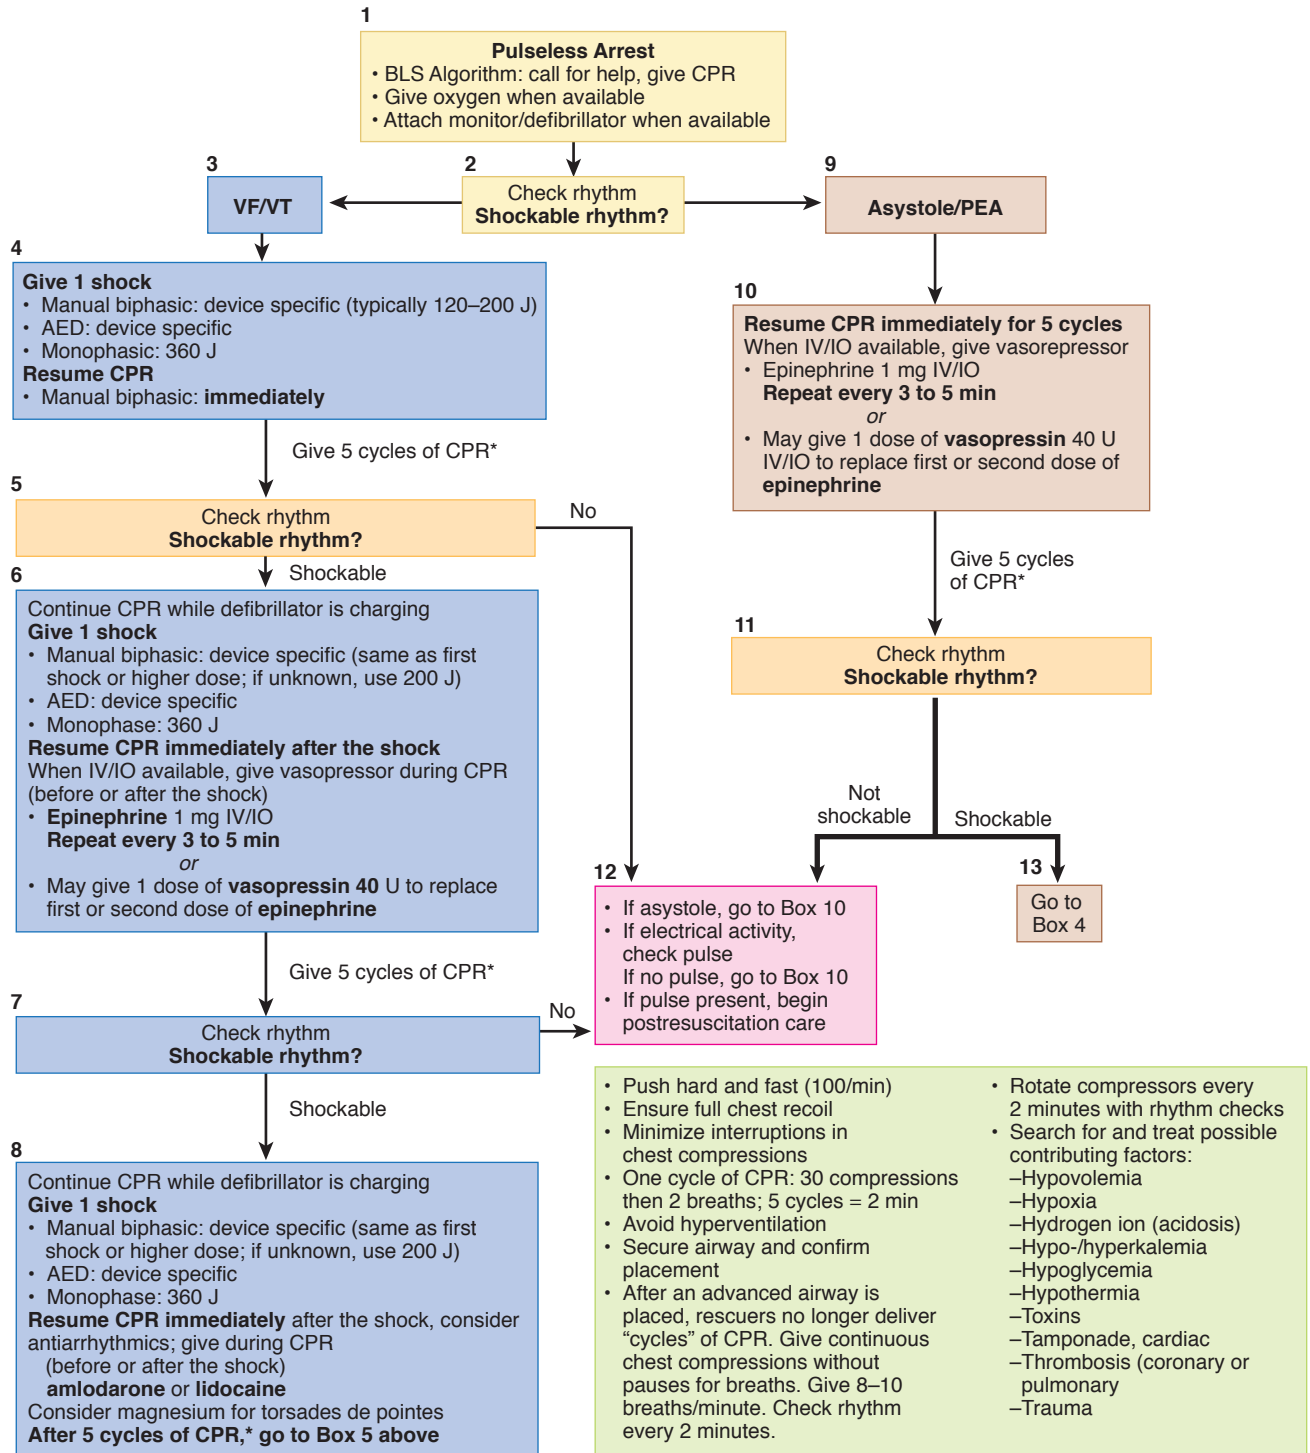 1
Pulseless Arrest
• BLS Algorithm: call for help, give CPR
• Give oxygen when available
• Attach monitor/defibrillator when available
2
Check rhythm
Shockable rhythm?
3
VF/VT
9
Asystole/PEA
4
Give 1 shock
• Manual biphasic: device specific (typically 120–200 J)
• AED: device specific
• Monophasic: 360 J
Resume CPR
• Manual biphasic: immediately
Give 5 cycles of CPR*
5
Check rhythm
Shockable rhythm?
No
Shockable
6
Continue CPR while defibrillator is charging
Give 1 shock
• Manual biphasic: device specific (same as first
shock or higher dose; if unknown, use 200 J)
• AED: device specific
• Monophase: 360 J
Resume CPR immediately after the shock
When IV/IO available, give vasopressor during CPR
(before or after the shock)
• Epinephrine 1 mg IV/IO
Repeat every 3 to 5 min
or
• May give 1 dose of vasopressin 40 U to replace
first or second dose of epinephrine
Give 5 cycles of CPR*
7
Check rhythm
Shockable rhythm?
No
Shockable
8
Continue CPR while defibrillator is charging
Give 1 shock
• Manual biphasic: device specific (same as first
shock or higher dose; if unknown, use 200 J)
• AED: device specific
• Monophase: 360 J
Resume CPR immediately after the shock, consider
antiarrhythmics; give during CPR
(before or after the shock)
amlodarone or lidocaine
Consider magnesium for torsades de pointes
After 5 cycles of CPR,* go to Box 5 above
10
Resume CPR immediately for 5 cycles
When IV/IO available, give vasorepressor
• Epinephrine 1 mg IV/IO
Repeat every 3 to 5 min
or
• May give 1 dose of vasopressin 40 U
IV/IO to replace first or second dose of
epinephrine
Give 5 cycles
of CPR*
11
Check rhythm
Shockable rhythm?
Not
shockable
Shockable
12
• If asystole, go to Box 10
• If electrical activity,
check pulse
If no pulse, go to Box 10
• If pulse present, begin
postresuscitation care
13
Go to
Box 4
• Push hard and fast (100/min)
• Ensure full chest recoil
• Minimize interruptions in
chest compressions
• One cycle of CPR: 30 compressions
then 2 breaths; 5 cycles = 2 min
• Avoid hyperventilation
• Secure airway and confirm
placement
• After an advanced airway is
placed, rescuers no longer deliver
“cycles” of CPR. Give continuous
chest compressions without
pauses for breaths. Give 8–10
breaths/minute. Check rhythm
every 2 minutes.
• Rotate compressors every
2 minutes with rhythm checks
• Search for and treat possible
contributing factors:
–Hypovolemia
–Hypoxia
–Hydrogen ion (acidosis)
–Hypo-/hyperkalemia
–Hypoglycemia
–Hypothermia
–Toxins
–Tamponade, cardiac
–Thrombosis (coronary or
pulmonary
–Trauma